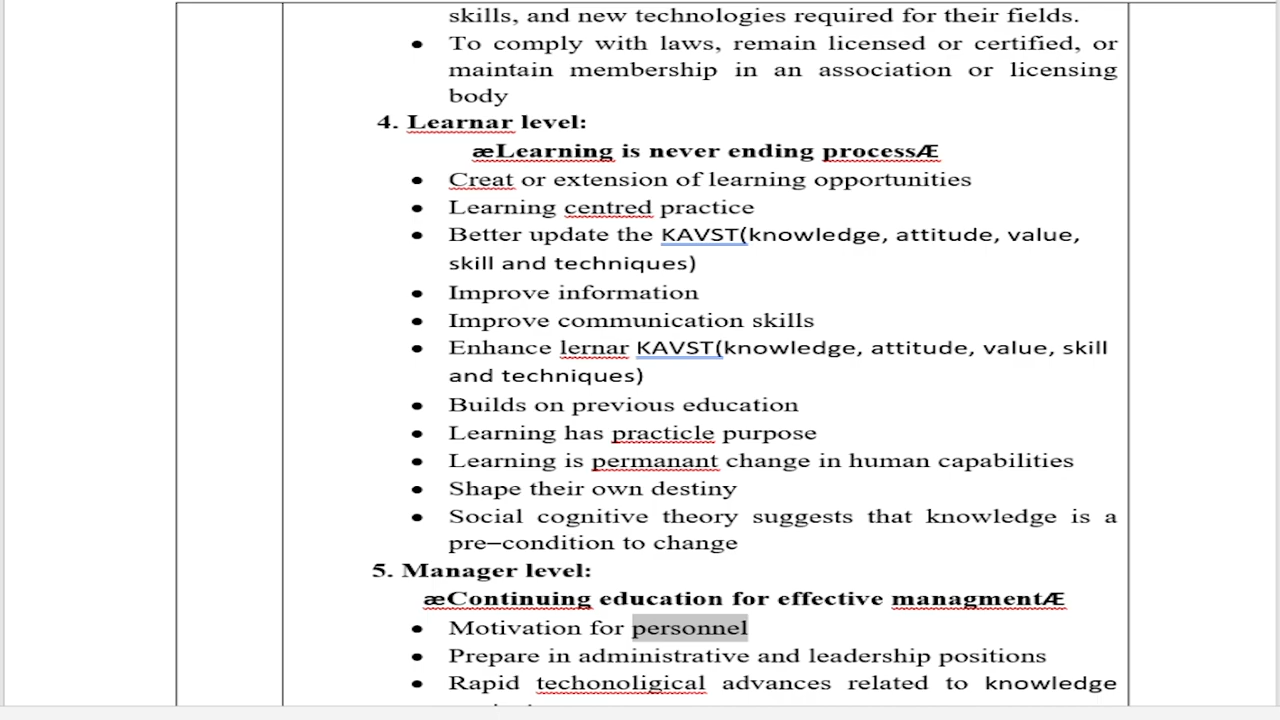 skills, and new technologies required for their fields.
• To comply with laws, remain licensed or certified, or
maintain membership in an association or licensing
body
4. Learnar level:
æLearning is never ending processÆ
• Creat or extension of learning opportunities
• Learning centred practice
• Better update the KAVST(knowledge, attitude, value,
skill and techniques)
• Improve information
• Improve communication skills
• Enhance lernar KAVST(knowledge, attitude, value, skill
and techniques)
• Builds on previous education
• Learning has practicle purpose
• Learning is permanant change in human capabilities
• Shape their own destiny
• Social cognitive theory suggests that knowledge is a
pre–condition to change
5. Manager level:
æContinuing education for effective managmentÆ
• Motivation for personnel
• Prepare in administrative and leadership positions
• Rapid techonoligical advances related to knowledge